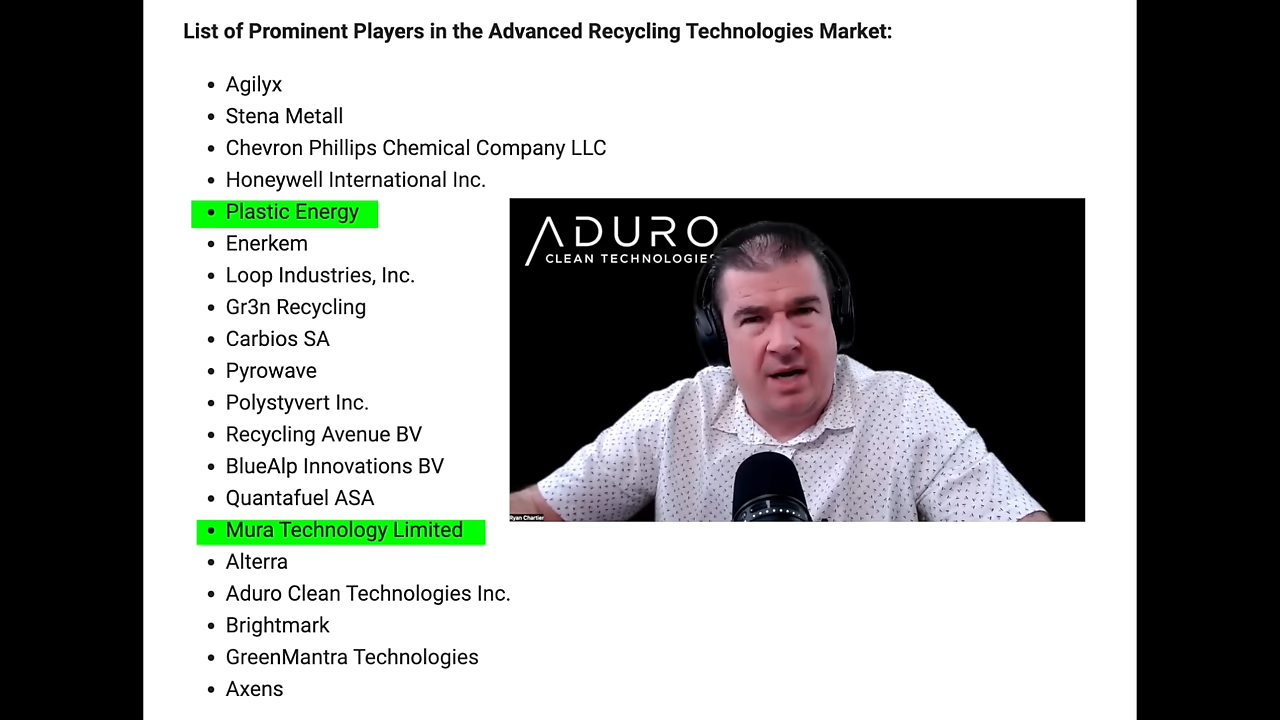 List of Prominent Players in the Advanced Recycling Technologies Market:
Agilyx
Stena Metall
Chevron Phillips Chemical Company LLC
Honeywell International Inc.
Plastic Energy
Enerkem
Loop Industries, Inc.
Gr3n Recycling
Carbios SA
Pyrowave
Polystyvert Inc.
Recycling Avenue BV
BlueAlp Innovations BV
Quantafuel ASA
Mura Technology Limited
Alterra
Aduro Clean Technologies Inc.
Brightmark
GreenMantra Technologies
Axens
ADURO
CLEAN TECHNOLOGIES
Ryan Chartier